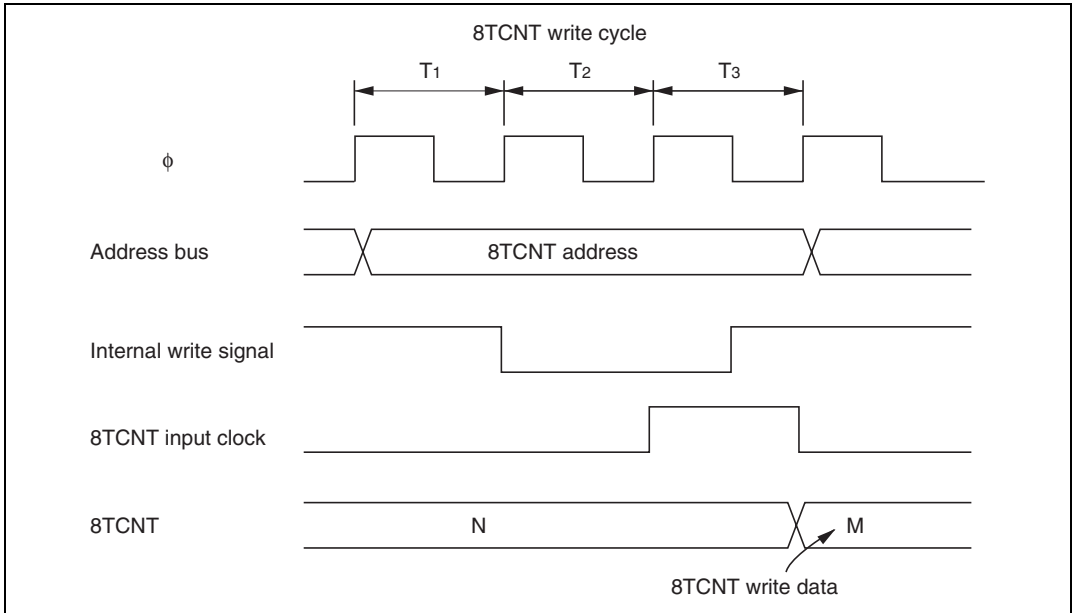 8TCNT write cycle
T1 T2 T3
ϕ
Address bus 8TCNT address
Internal write signal
8TCNT input clock
8TCNT N M
8TCNT write data